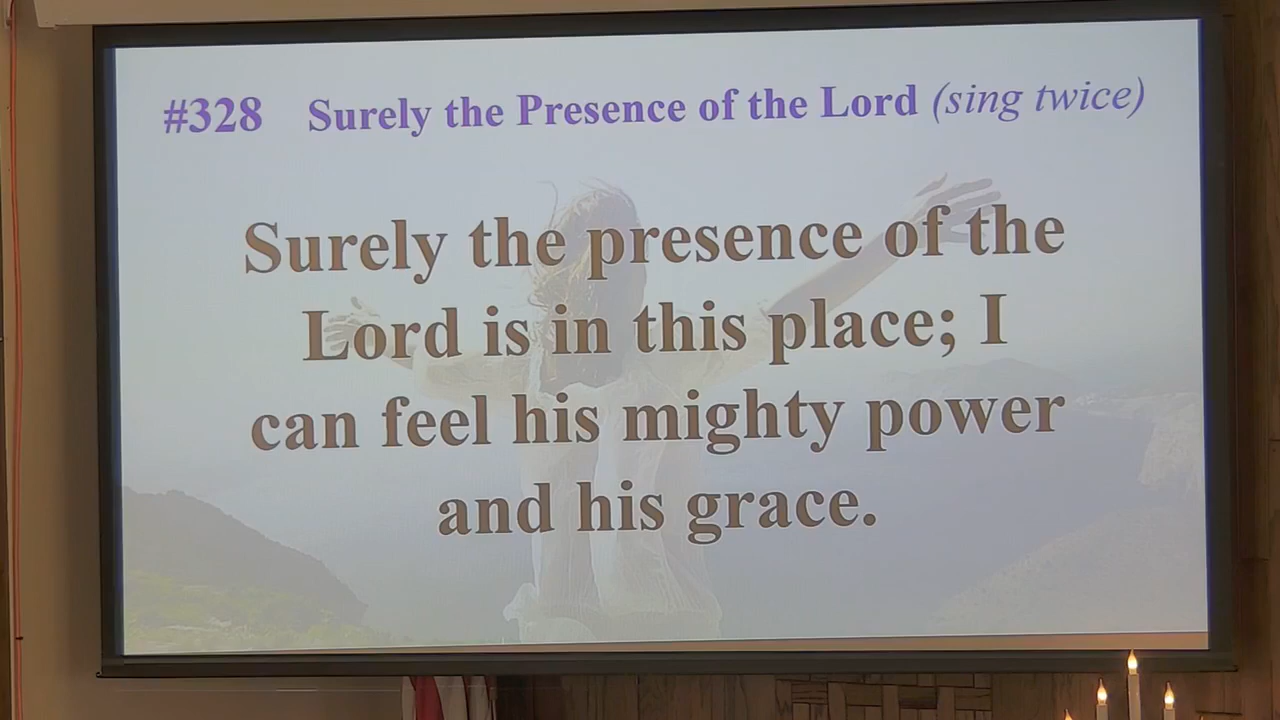 #328 Surely the Presence of the Lord (sing twice)
Surely the presence of the
Lord is in this place; I
can feel his mighty power
and his grace.